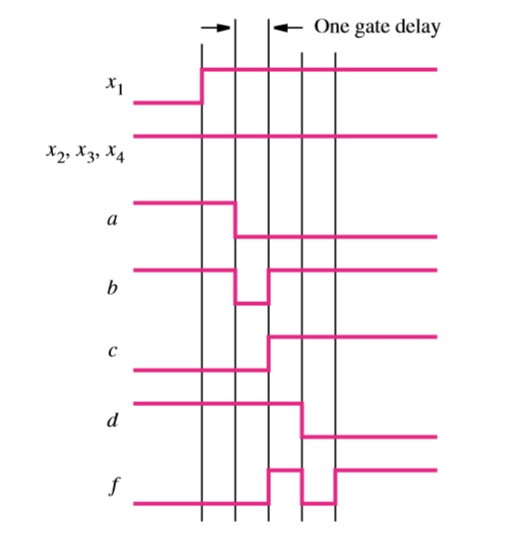 One gate delay
x₁
x₂, x₃, x₄
a
b
c
d
f